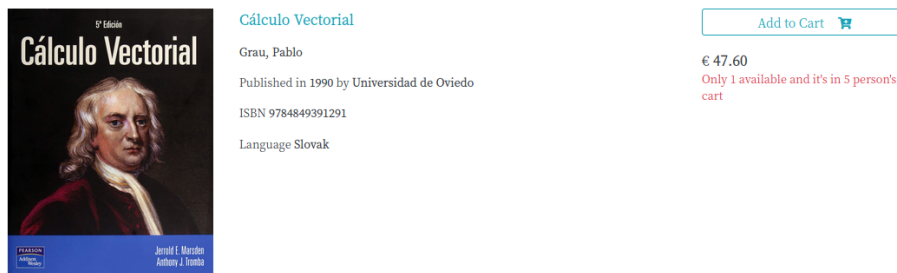 5ª Edición
Cálculo Vectorial
PEARSON
Addison
Wesley
Jerrold E. Marsden
Anthony J. Tromba
Cálculo Vectorial
Grau, Pablo
Published in 1990 by Universidad de Oviedo
ISBN 9784849391291
Language Slovak
Add to Cart
€ 47.60
Only 1 available and it's in 5 person's
cart